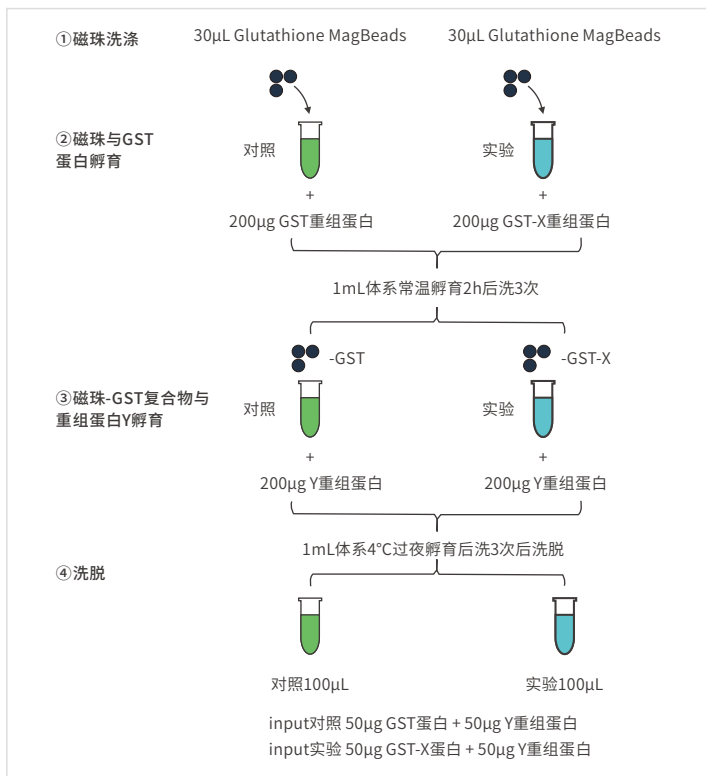 ①磁珠洗涤
30μL Glutathione MagBeads
30μL Glutathione MagBeads
②磁珠与GST
蛋白孵育
对照
实验
+
+
200μg GST重组蛋白
200μg GST-X重组蛋白
1mL体系常温孵育2h后洗3次
-GST
-GST-X
③磁珠-GST复合物与
重组蛋白Y孵育
对照
实验
+
+
200μg Y重组蛋白
200μg Y重组蛋白
1mL体系4°C过夜孵育后洗3次后洗脱
④洗脱
对照100μL
实验100μL
input对照 50μg GST蛋白 + 50μg Y重组蛋白
input实验 50μg GST-X蛋白 + 50μg Y重组蛋白